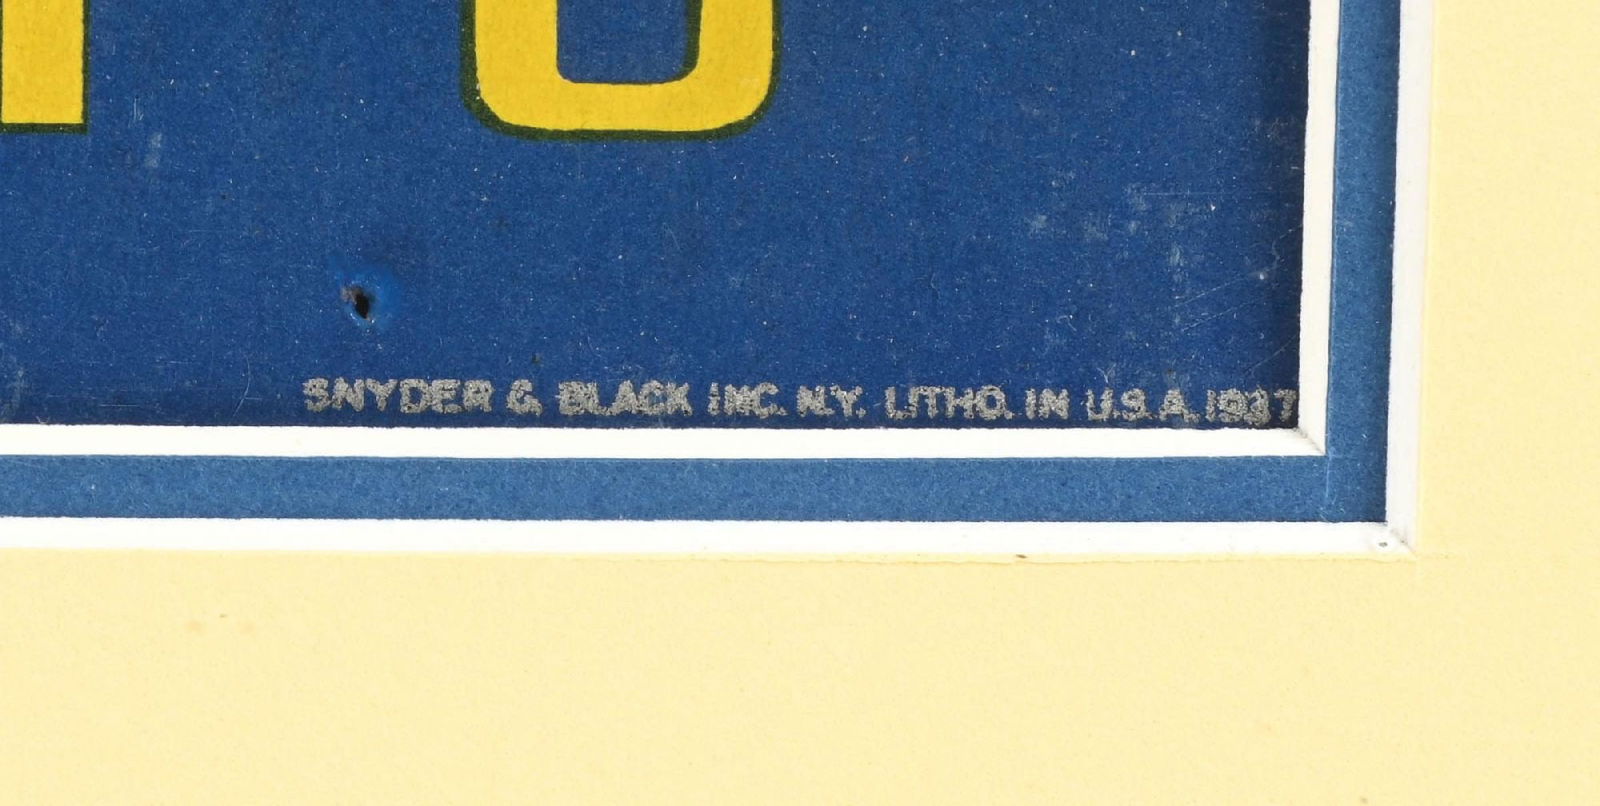 SNYDER & BLACK INC. N.Y. LITHO. IN U.S.A. 1937